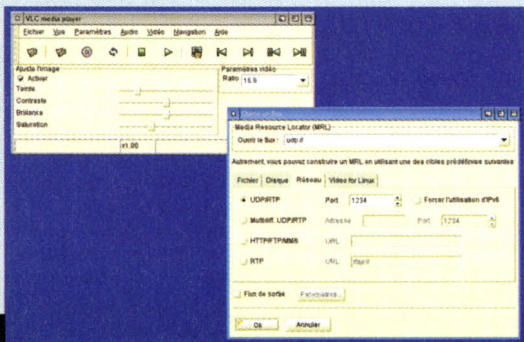 VLC media player
Fichier Vue Paramètres Audio Vidéo Navigation Aide
Ajuste l'image
Activer
Teinte
Contraste
Brillance
Saturation
Paramètres vidéo
Ratio 16:9
x1.00
Media Resource Locator (MRL)
Ouvrir le flux : udp://
Autrement, vous pouvez construire un MRL en utilisant une des cibles prédéfinies suivantes
Fichier Disque Réseau Video for Linux
UDP/RTP Port 1234 Forcer l'utilisation d'IPv6
Multidiff. UDP/RTP Adresse Port 1234
HTTP/FTP/MMS URL
RTP URL
Flux de sortie Paramètres...
Ok Annuler